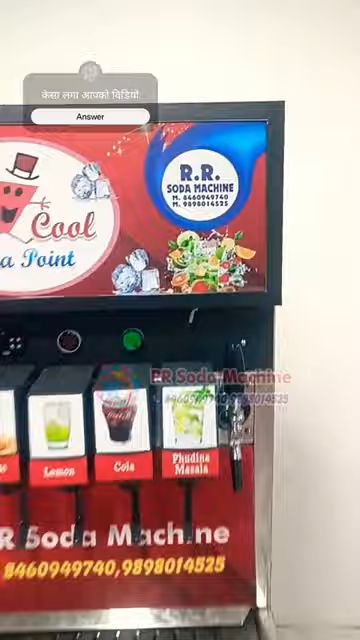 केसा लगा आपको विडियो
Answer
R.R.
SODA MACHINE
M. 8460949740
M. 9898014525
Cool
a Point
RR Soda Machine
8460949740,9898014525
Lemon
Cola
Phudina
Masala
R Soda Machine
8460949740,9898014525